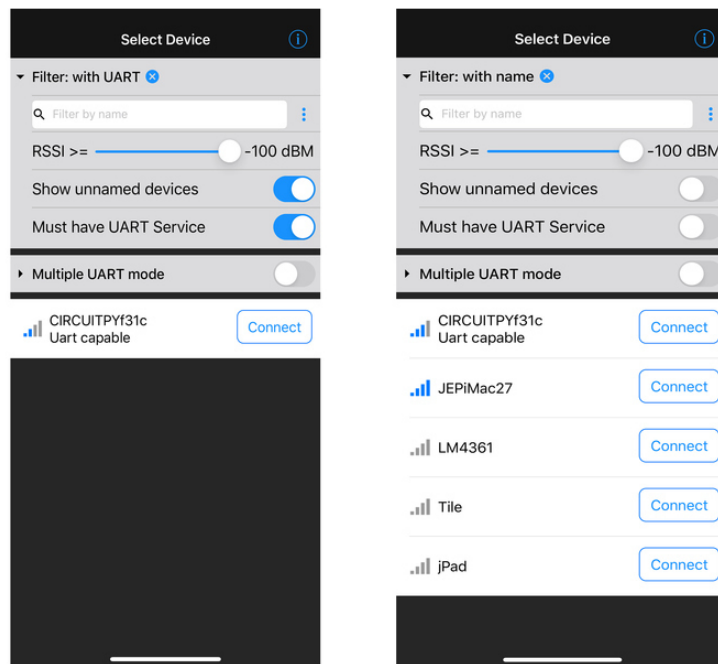 Select Device
Filter: with UART
Filter by name
RSSI >= -100 dBM
Show unnamed devices
Must have UART Service
Multiple UART mode
CIRCUITPYf31c
Uart capable
Connect
Select Device
Filter: with name
Filter by name
RSSI >= -100 dBM
Show unnamed devices
Must have UART Service
Multiple UART mode
CIRCUITPYf31c
Uart capable
Connect
JEPiMac27
Connect
LM4361
Connect
Tile
Connect
jPad
Connect